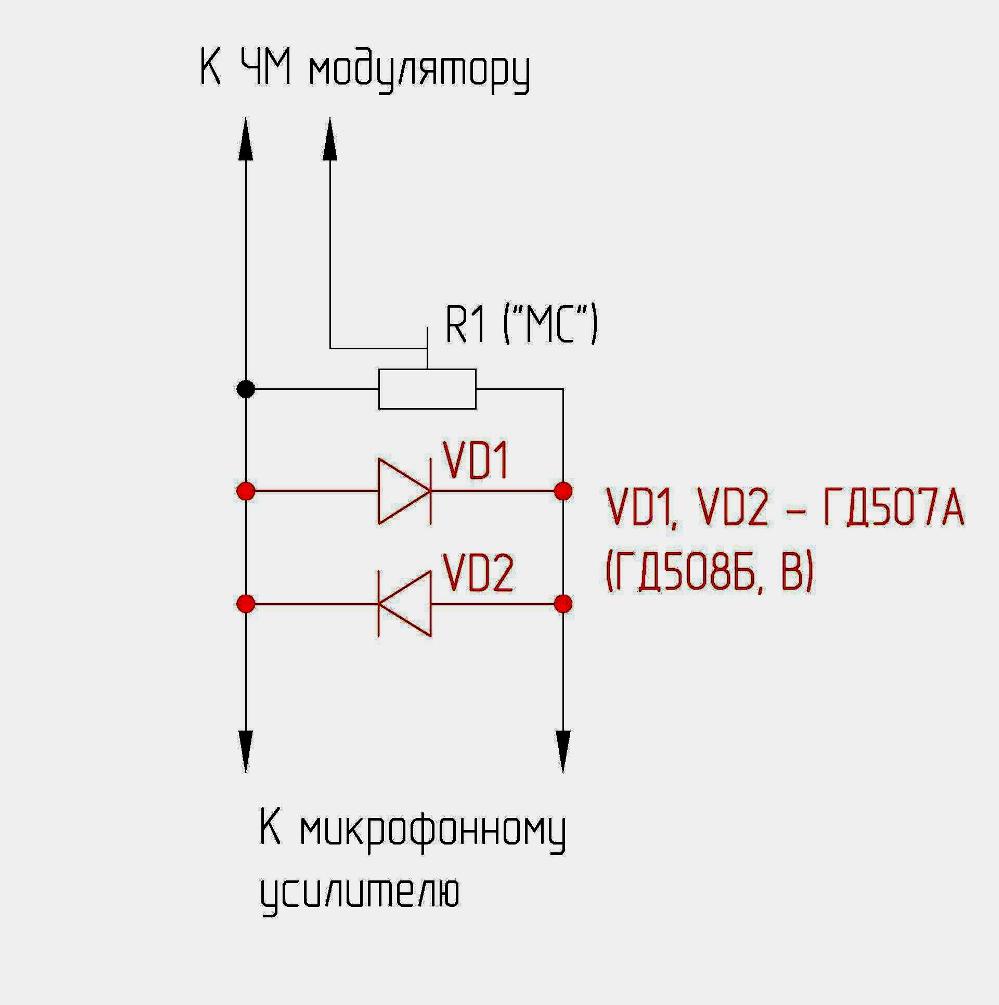 К ЧМ модулятору
R1 ("МС")
VD1
VD1, VD2 – ГД507А
VD2
(ГД508Б, В)
К микрофонному
усилителю